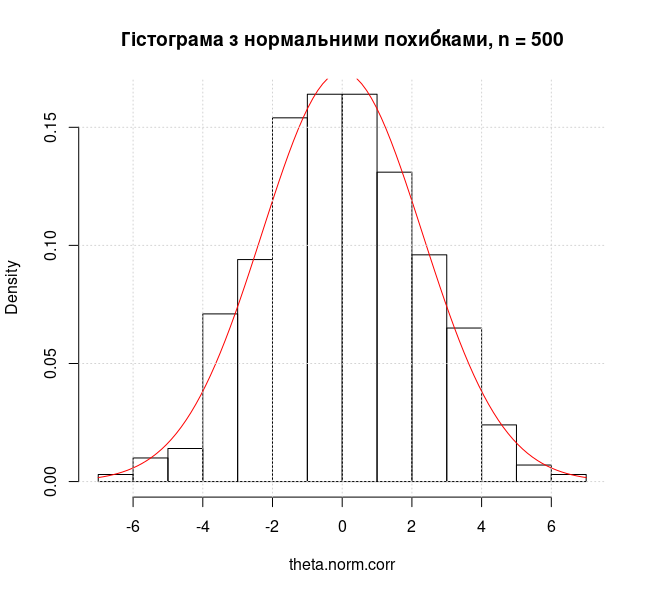 Гістограма з нормальними похибками, n = 500
Density
0.15
0.10
0.05
0.00
-6 -4 -2 0 2 4 6
theta.norm.corr